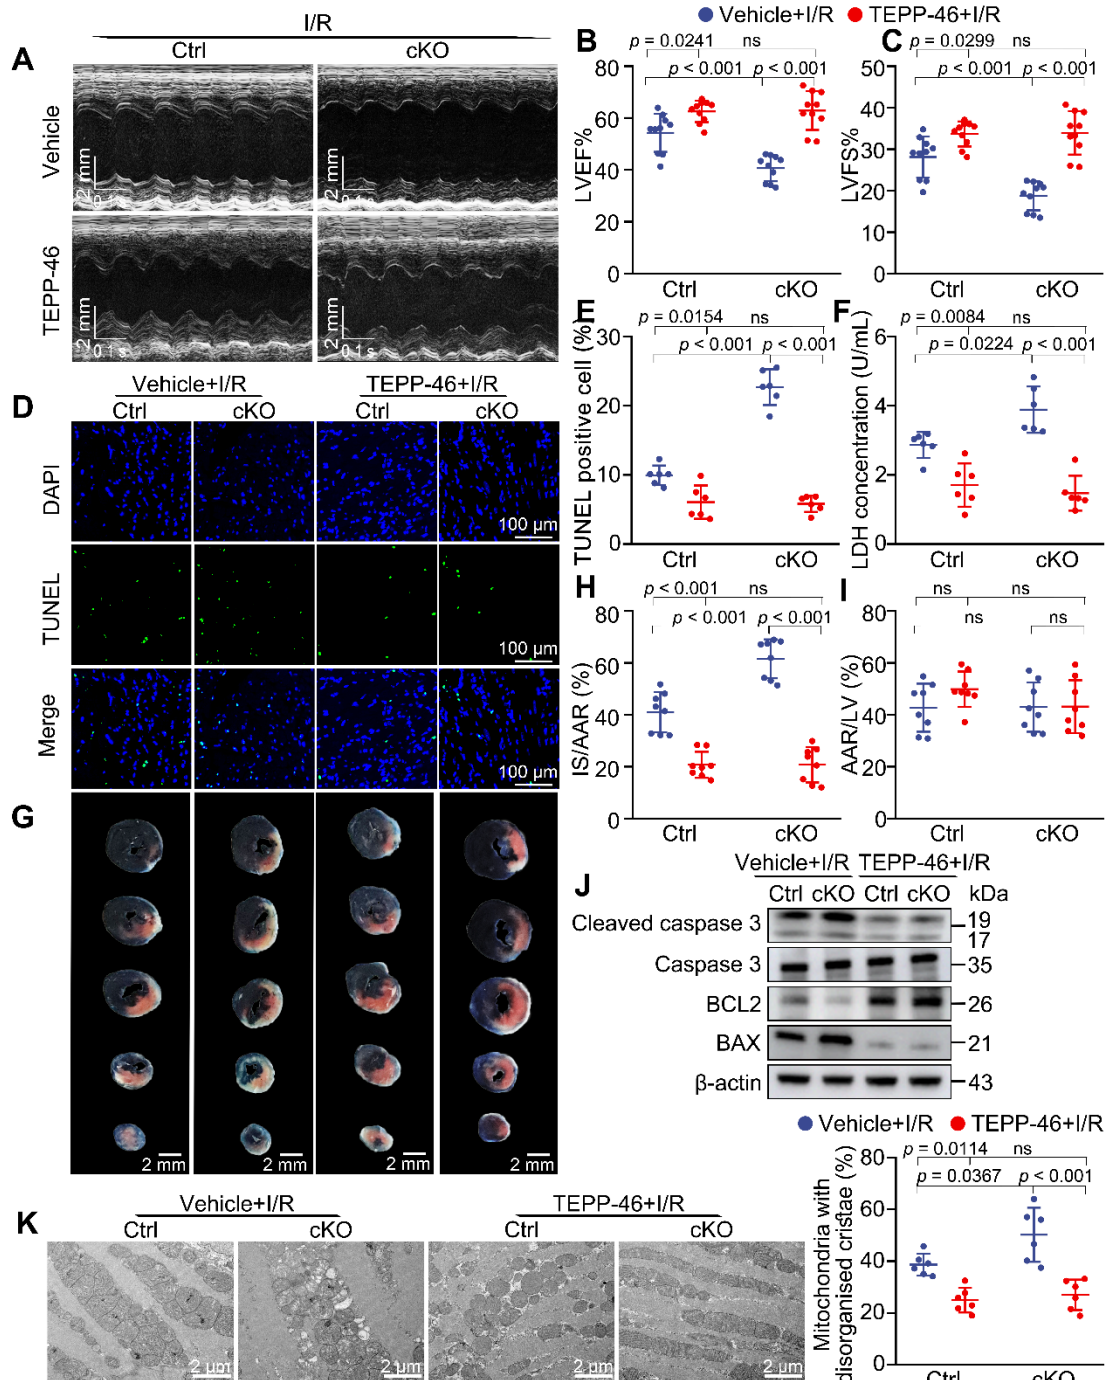 I/R
Ctrl
cKO
A
Vehicle
2 mm
0.1 s
TEPP-46
2 mm
0.1 s
Vehicle+I/R TEPP-46+I/R
B
p = 0.0241 ns
p < 0.001 p < 0.001
LVEF%
80
60
40
20
0
Ctrl cKO
C
p = 0.0299 ns
p < 0.001 p < 0.001
LVFS%
50
40
30
20
10
0
Ctrl cKO
D
Vehicle+I/R TEPP-46+I/R
Ctrl cKO Ctrl cKO
DAPI
100 µm
TUNEL
100 µm
Merge
100 µm
E
p = 0.0154 ns
p < 0.001 p < 0.001
TUNEL positive cell (%)
30
20
10
0
Ctrl cKO
F
p = 0.0084 ns
p = 0.0224 p < 0.001
LDH concentration (U/mL)
6
4
2
0
Ctrl cKO
G
2 mm 2 mm 2 mm 2 mm
H
p < 0.001 ns
p < 0.001 p < 0.001
IS/AAR (%)
80
60
40
20
0
Ctrl cKO
I
ns ns
ns ns
AAR/LV (%)
80
60
40
20
0
Ctrl cKO
J
Vehicle+I/R TEPP-46+I/R
Ctrl cKO Ctrl cKO kDa
Cleaved caspase 3 19
17
Caspase 3 35
BCL2 26
BAX 21
β-actin 43
K
Vehicle+I/R TEPP-46+I/R
Ctrl cKO Ctrl cKO
2 µm 2 µm 2 µm 2 µm
Vehicle+I/R TEPP-46+I/R
p = 0.0114 ns
p = 0.0367 p < 0.001
Mitochondria with
disorganised cristae (%)
80
60
40
20
0
Ctrl cKO